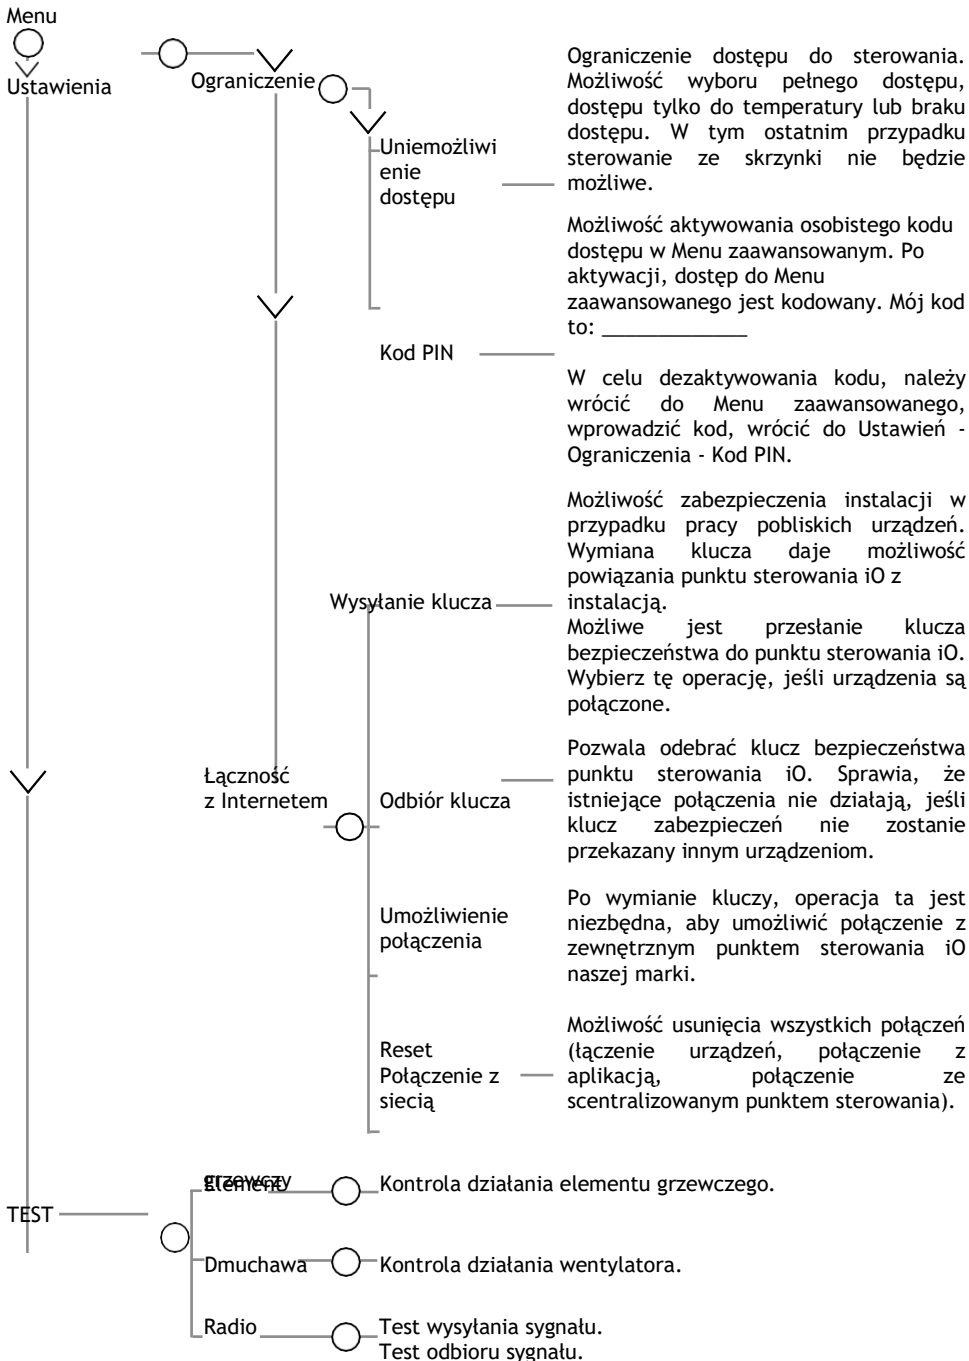 Menu
Ustawienia
Ograniczenie
Uniemożliwi
enie
dostępu
Ograniczenie dostępu do sterowania.
Możliwość wyboru pełnego dostępu,
dostępu tylko do temperatury lub braku
dostępu. W tym ostatnim przypadku
sterowanie ze skrzynki nie będzie
możliwe.
Kod PIN
Możliwość aktywowania osobistego kodu
dostępu w Menu zaawansowanym. Po
aktywacji, dostęp do Menu
zaawansowanego jest kodowany. Mój kod
to: _____________
W celu dezaktywowania kodu, należy
wrócić do Menu zaawansowanego,
wprowadzić kod, wrócić do Ustawień -
Ograniczenia - Kod PIN.
Łączność
z Internetem
Wysyłanie klucza
Możliwość zabezpieczenia instalacji w
przypadku pracy pobliskich urządzeń.
Wymiana klucza daje możliwość
powiązania punktu sterowania iO z
instalacją.
Możliwe jest przesłanie klucza
bezpieczeństwa do punktu sterowania iO.
Wybierz tę operację, jeśli urządzenia są
połączone.
Odbiór klucza
Pozwala odebrać klucz bezpieczeństwa
punktu sterowania iO. Sprawia, że
istniejące połączenia nie działają, jeśli
klucz zabezpieczeń nie zostanie
przekazany innym urządzeniom.
Umożliwienie
połączenia
Po wymianie kluczy, operacja ta jest
niezbędna, aby umożliwić połączenie z
zewnętrznym punktem sterowania iO
naszej marki.
Reset
Połączenie z
siecią
Możliwość usunięcia wszystkich połączeń
(łączenie urządzeń, połączenie z
aplikacją, połączenie ze
scentralizowanym punktem sterowania).
TEST
Element
grzewczy
Kontrola działania elementu grzewczego.
Dmuchawa
Kontrola działania wentylatora.
Radio
Test wysyłania sygnału.
Test odbioru sygnału.